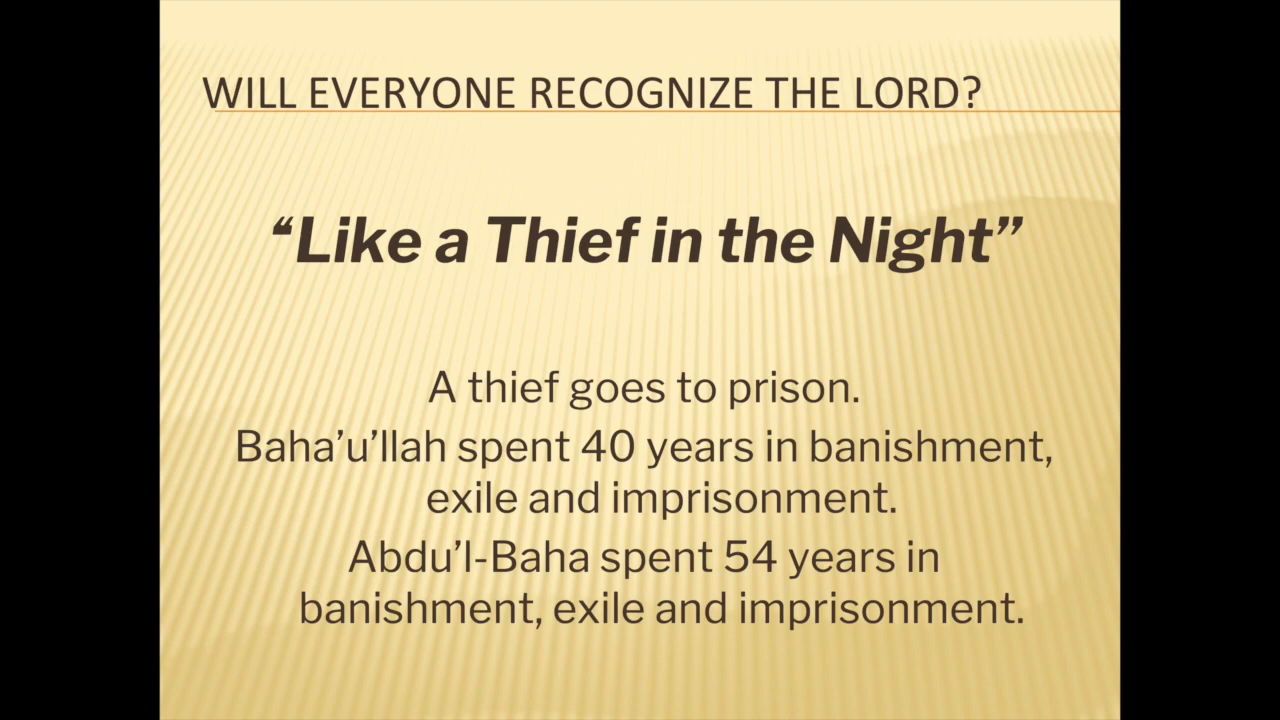 WILL EVERYONE RECOGNIZE THE LORD?
“Like a Thief in the Night”
A thief goes to prison.
Baha’u’llah spent 40 years in banishment,
exile and imprisonment.
Abdu’l-Baha spent 54 years in
banishment, exile and imprisonment.